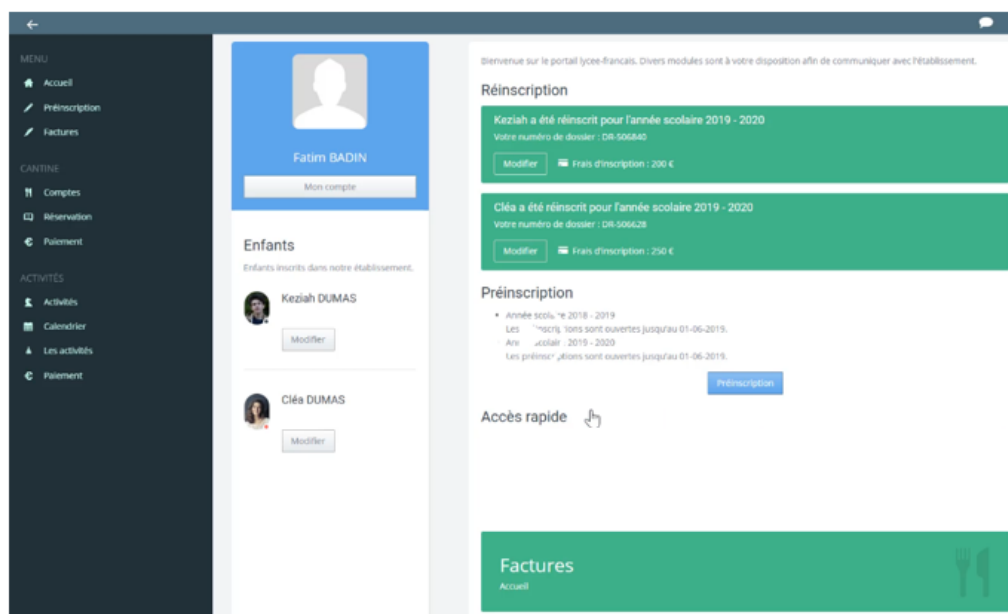 MENU
Accueil
Préinscription
Factures
CANTINE
Comptes
Réservation
Paiement
ACTIVITÉS
Activités
Calendrier
Les activités
Paiement
Fatim BADIN
Mon compte
Enfants
Enfants inscrits dans notre établissement.
Keziah DUMAS
Modifier
Cléa DUMAS
Modifier
Bienvenue sur le portail lycee-francais. Divers modules sont à votre disposition afin de communiquer avec l'établissement.
Réinscription
Keziah a été réinscrit pour l'année scolaire 2019 - 2020
Votre numéro de dossier : DR-S06840
Modifier
Frais d'inscription : 200 €
Cléa a été réinscrit pour l'année scolaire 2019 - 2020
Votre numéro de dossier : DR-S06628
Modifier
Frais d'inscription : 250 €
Préinscription
Année 2018 - 2019
Les sont ouvertes jusqu'au 01-06-2019.
2019 - 2020
Les sont ouvertes jusqu'au 01-06-2019.
Préinscription
Accès rapide
Factures
Accueil